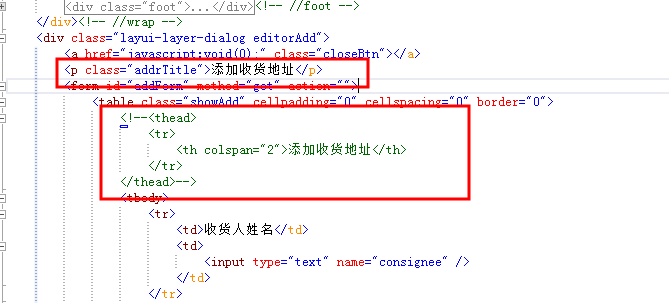 <div class="foot">...</div><!-- //foot -->
</div><!-- //wrap -->
<div class="layui-layer-dialog editorAdd">
<a href="javascript:void(0);" class="closeBtn"></a>
<p class="addrTitle">添加收货地址</p>
<form id="addForm" mothed="get" action="">
<table class="showAdd" cellpadding="0" cellspacing="0" border="0">
<!--<thead>
<tr>
<th colspan="2">添加收货地址</th>
</tr>
</thead>-->
<tbody>
<tr>
<td>收货人姓名</td>
<td>
<input type="text" name="consignee" />
</td>
</tr>